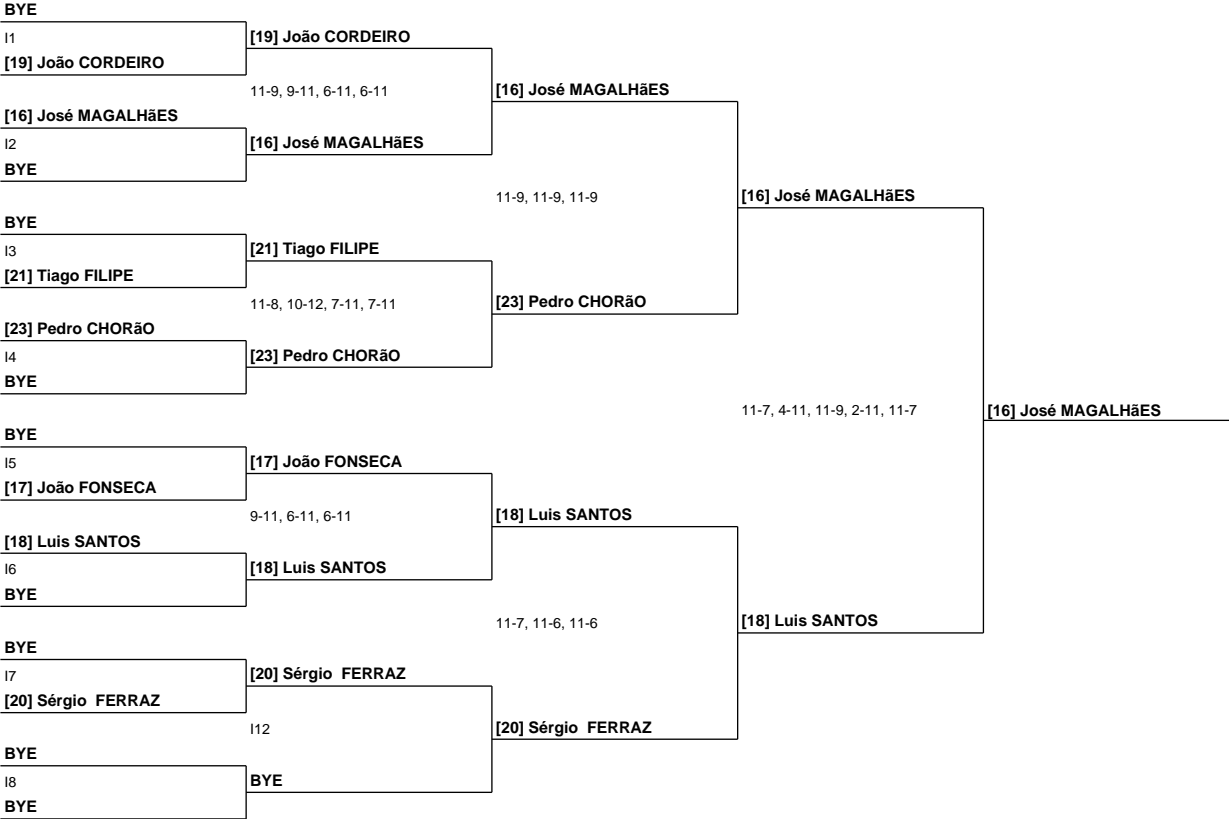 BYE
I1
[19] João CORDEIRO
[19] João CORDEIRO
11-9, 9-11, 6-11, 6-11
[16] José MAGALHãES
[16] José MAGALHãES
I2
[16] José MAGALHãES
BYE
11-9, 11-9, 11-9
[16] José MAGALHãES
BYE
I3
[21] Tiago FILIPE
[21] Tiago FILIPE
11-8, 10-12, 7-11, 7-11
[23] Pedro CHORãO
[23] Pedro CHORãO
I4
[23] Pedro CHORãO
BYE
11-7, 4-11, 11-9, 2-11, 11-7
[16] José MAGALHãES
BYE
I5
[17] João FONSECA
[17] João FONSECA
9-11, 6-11, 6-11
[18] Luis SANTOS
[18] Luis SANTOS
I6
[18] Luis SANTOS
BYE
11-7, 11-6, 11-6
[18] Luis SANTOS
BYE
I7
[20] Sérgio  FERRAZ
[20] Sérgio  FERRAZ
I12
[20] Sérgio  FERRAZ
BYE
I8
BYE
BYE